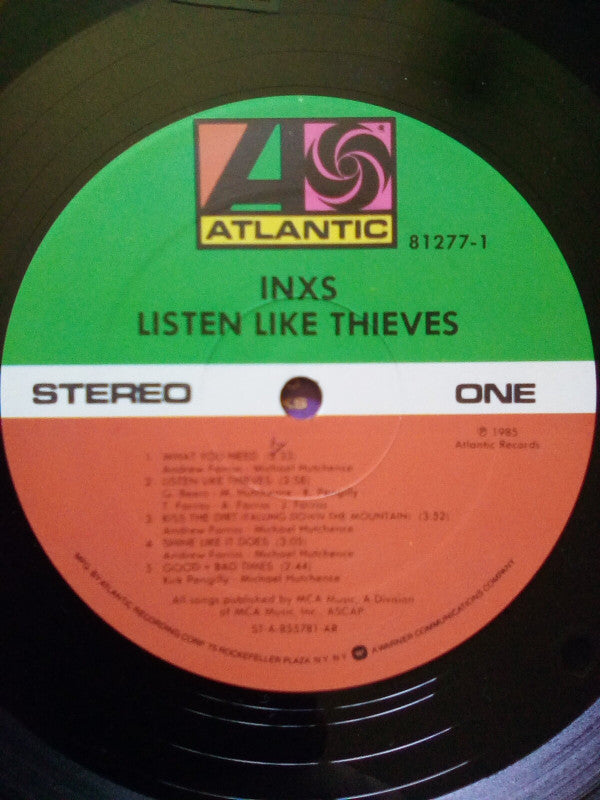 ATLANTIC
81277-1
INXS
LISTEN LIKE THIEVES
STEREO
ONE
℗ 1985
Atlantic Records
1. WHAT YOU NEED
Andrew Farriss - Michael Hutchence
2. LISTEN LIKE THIEVES (3:58)
G. Beers - M. Hutchence - K. Pengilly
T. Farriss - A. Farriss - J. Farriss
3. KISS THE DIRT (FALLING DOWN THE MOUNTAIN) (3:52)
Andrew Farriss - Michael Hutchence
4. SHINE LIKE IT DOES (3:05)
Andrew Farriss - Michael Hutchence
5. GOOD + BAD TIMES (2:44)
Kirk Pengilly - Michael Hutchence
All songs published by MCA Music, A Division
of MCA Music Inc., ASCAP.
ST-A-855781-AR
MFG. BY ATLANTIC RECORDING CORP. 75 ROCKEFELLER PLAZA N.Y. N.Y. A WARNER COMMUNICATIONS COMPANY